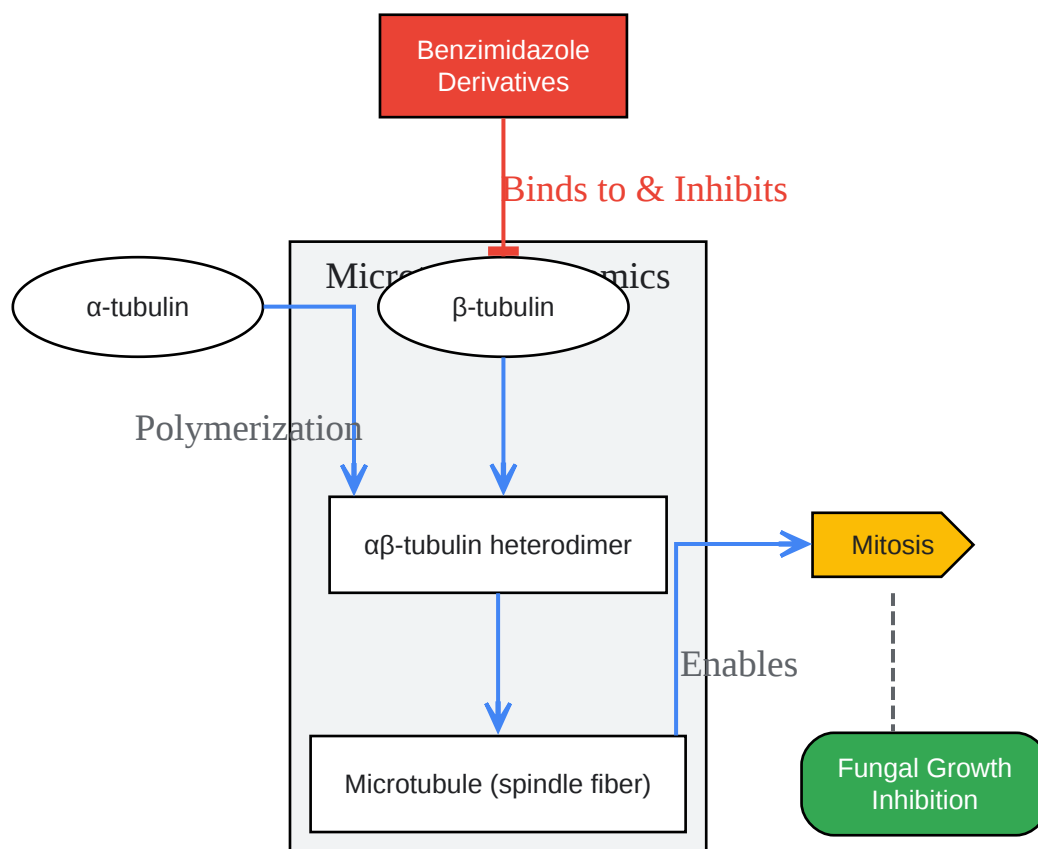 Benzimidazole
Derivatives
Binds to & Inhibits
α-tubulin
β-tubulin
Polymerization
αβ-tubulin heterodimer
Mitosis
Enables
Microtubule (spindle fiber)
Fungal Growth
Inhibition